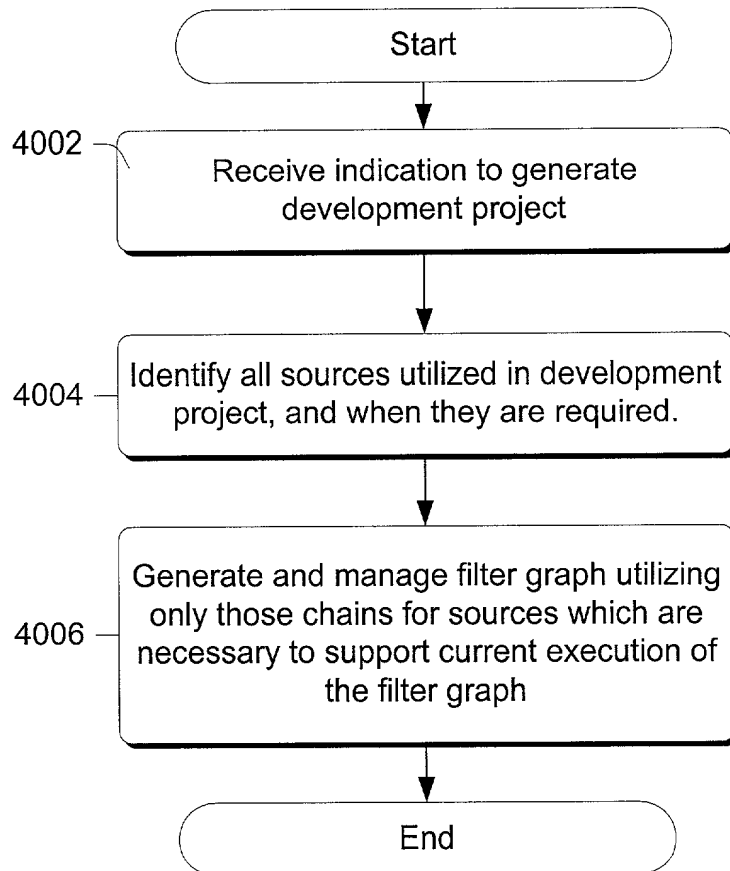 Start
4002
Receive indication to generate
development project
Identify all sources utilized in development
4004
project, and when they are required.
Generate and manage filter graph utilizing
only those chains for sources which are
4006
necessary to support current execution of
the filter graph
End